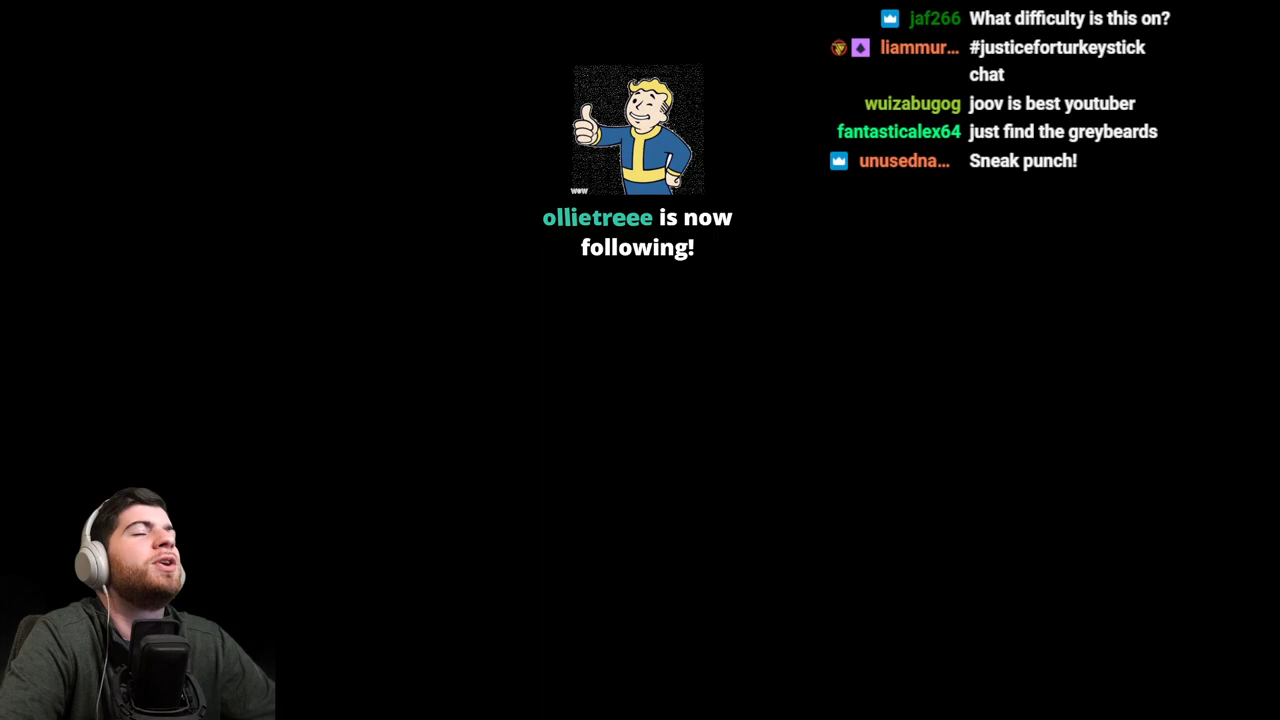 jaf266 What difficulty is this on?
liammur... #justiceforturkeystick
chat
wuizabugog joov is best youtuber
fantasticalex64 just find the greybeards
unusedna... Sneak punch!
wow
ollietreee is now
following!